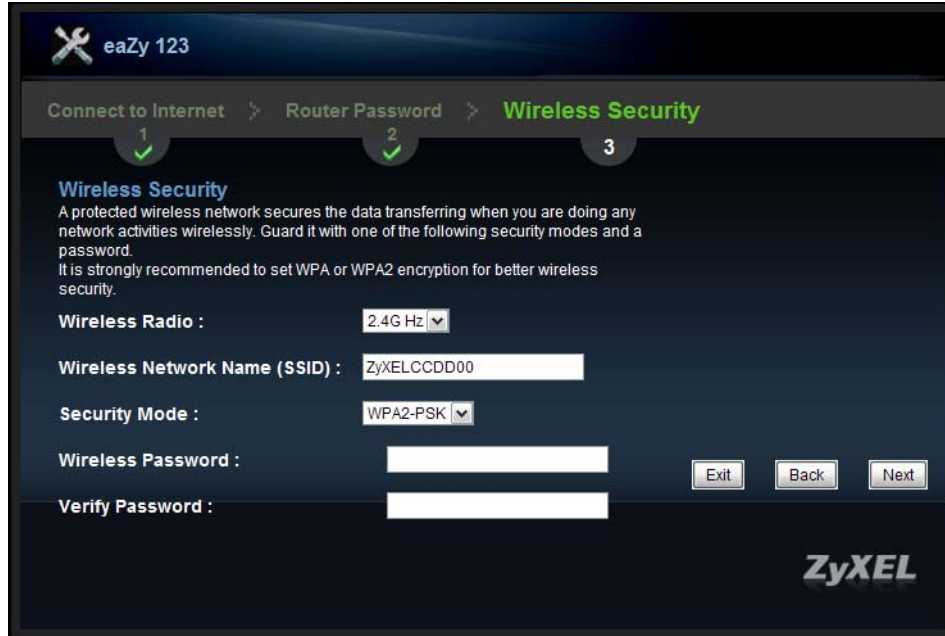 eaZy 123
Connect to Internet > Router Password > Wireless Security
1 2 3
Wireless Security
A protected wireless network secures the data transferring when you are doing any
network activities wirelessly. Guard it with one of the following security modes and a
password.
It is strongly recommended to set WPA or WPA2 encryption for better wireless
security.
Wireless Radio : 2.4G Hz
Wireless Network Name (SSID) : ZyXELCCDD00
Security Mode : WPA2-PSK
Wireless Password :
Exit Back Next
Verify Password :
ZyXEL